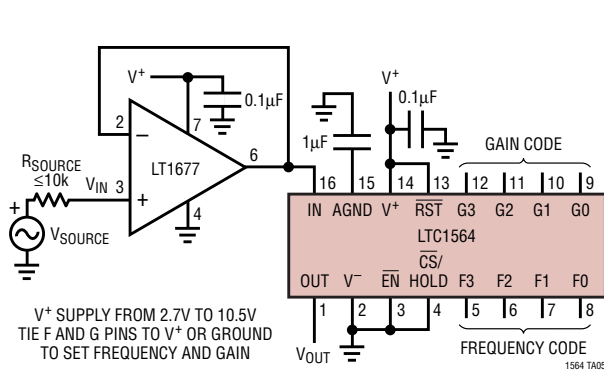 V+
0.1µF
2
7
−
LT1677
6
RSOURCE
≤10k
VIN
3
+
4
+
VSOURCE
V+
0.1µF
1µF
GAIN CODE
16 15 14 13 12 11 10 9
IN AGND V+ RST G3 G2 G1 G0
LTC1564
CS/
OUT V− EN HOLD F3 F2 F1 F0
1 2 3 4 5 6 7 8
VOUT
FREQUENCY CODE
V+ SUPPLY FROM 2.7V TO 10.5V
TIE F AND G PINS TO V+ OR GROUND
TO SET FREQUENCY AND GAIN
1564 TA05